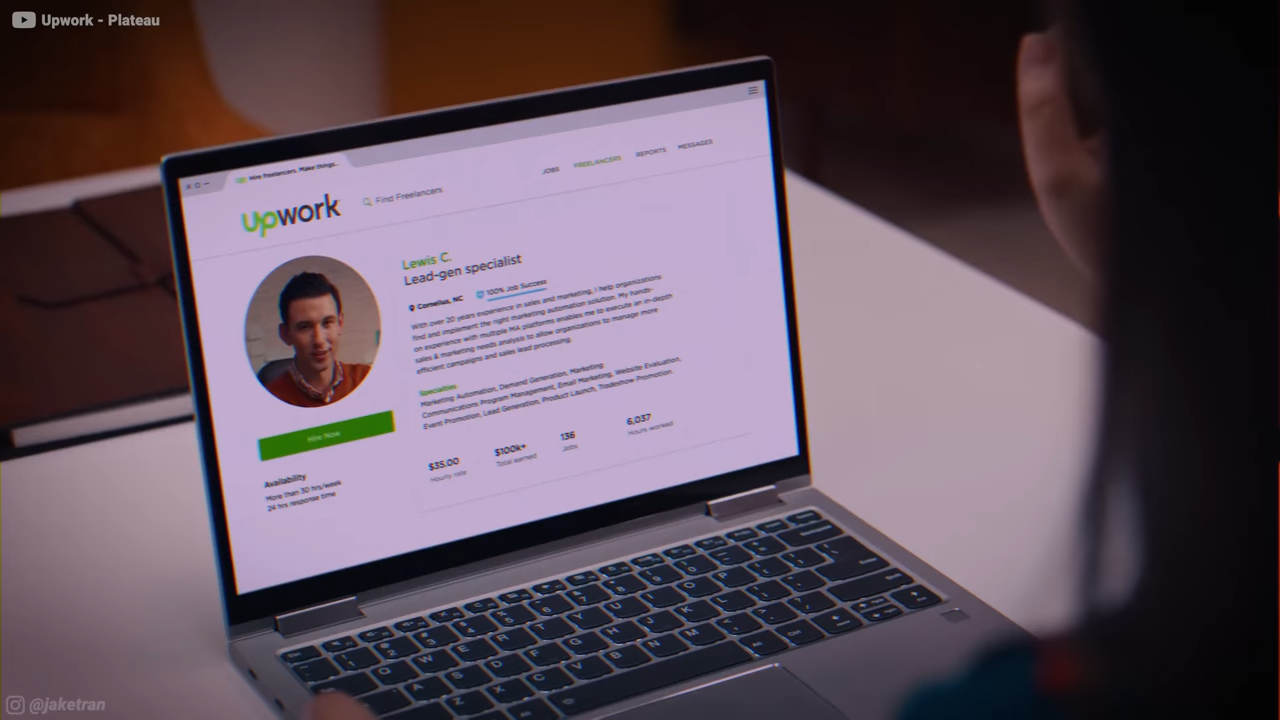 Upwork - Plateau
Hire freelancers. Make things...
upwork
Find Freelancers
JOBS FREELANCERS REPORTS MESSAGES
Lewis C.
Lead-gen specialist
Cornelius, NC 100% Job Success
With over 20 years experience in sales and marketing, I help organizations
find and implement the right marketing automation solution. My hands-
on experience with multiple MA platforms enables me to execute an in-depth
sales & marketing needs analysis to allow organizations to manage more
efficient campaigns and sales lead processing.
Specialties
Marketing Automation, Demand Generation, Marketing
Communications Program Management, Email Marketing, Website Evaluation,
Event Promotion, Lead Generation, Product Launch, Tradeshow Promotion.
$35.00 $100k+ 136 6,037
Hourly rate Total earned Jobs Hours worked
Hire Now
Availability
More than 30 hrs/week
24 hrs response time
Q W E R T Y U I O P
A S D F G H J K L
Z X C V B N M
@jaketran